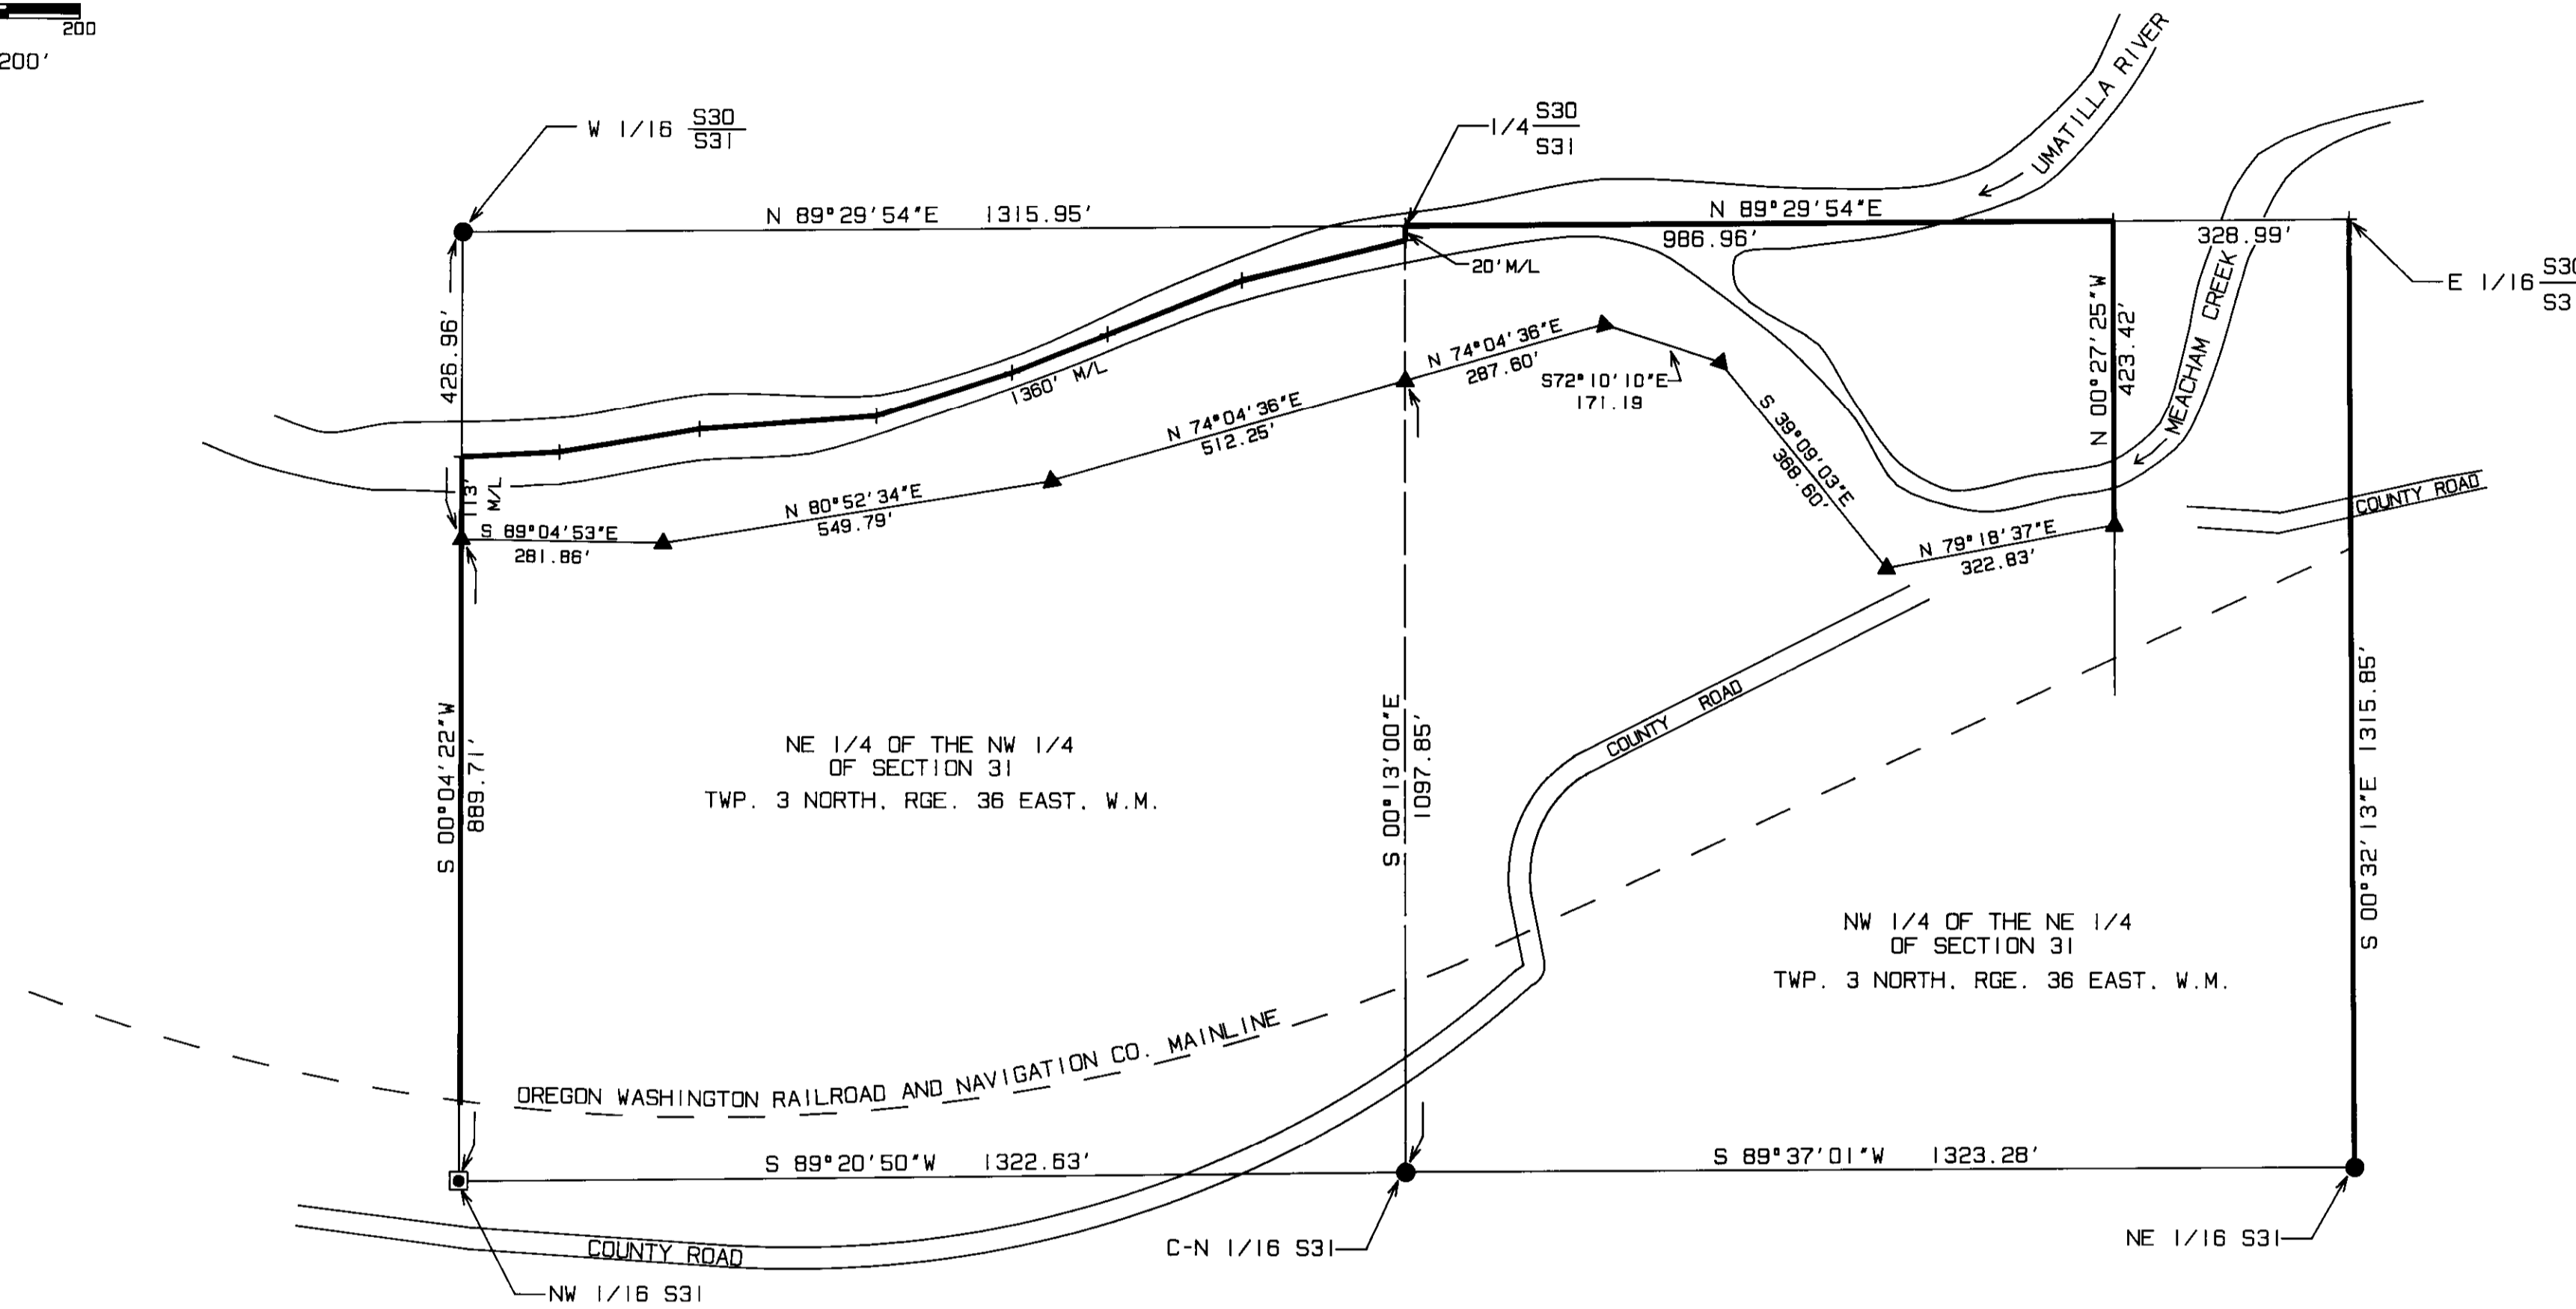 200
200'
UMATILLA RIVER
W 1/16 S30
S31
1/4 S30
S31
N 89°29'54"E 1315.95'
N 89°29'54"E
986.96'
328.99'
20' M/L
E 1/16
426.96'
N 00°27'25"W
423.42'
MEACHAM CREEK
1360' M/L
N 74°04'36"E
287.60'
S72°10'10"E
171.19
N 74°04'36"E
512.25'
S 39°09'03"E
368.60'
113'
M/L
N 80°52'34"E
549.79'
S 89°04'53"E
281.86'
COUNTY ROAD
N 79°18'37"E
322.83'
S 00°04'22"W
889.71'
S 00°13'00"E
1097.85'
COUNTY ROAD
S 00°32'13"E 1315.85'
NE 1/4 OF THE NW 1/4
OF SECTION 31
TWP. 3 NORTH, RGE. 36 EAST, W.M.
NW 1/4 OF THE NE 1/4
OF SECTION 31
TWP. 3 NORTH, RGE. 36 EAST, W.M.
OREGON WASHINGTON RAILROAD AND NAVIGATION CO. MAINLINE
S 89°20'50"W 1322.63'
S 89°37'01"W 1323.28'
COUNTY ROAD
C-N 1/16 S31
NE 1/16 S31
NW 1/16 S31